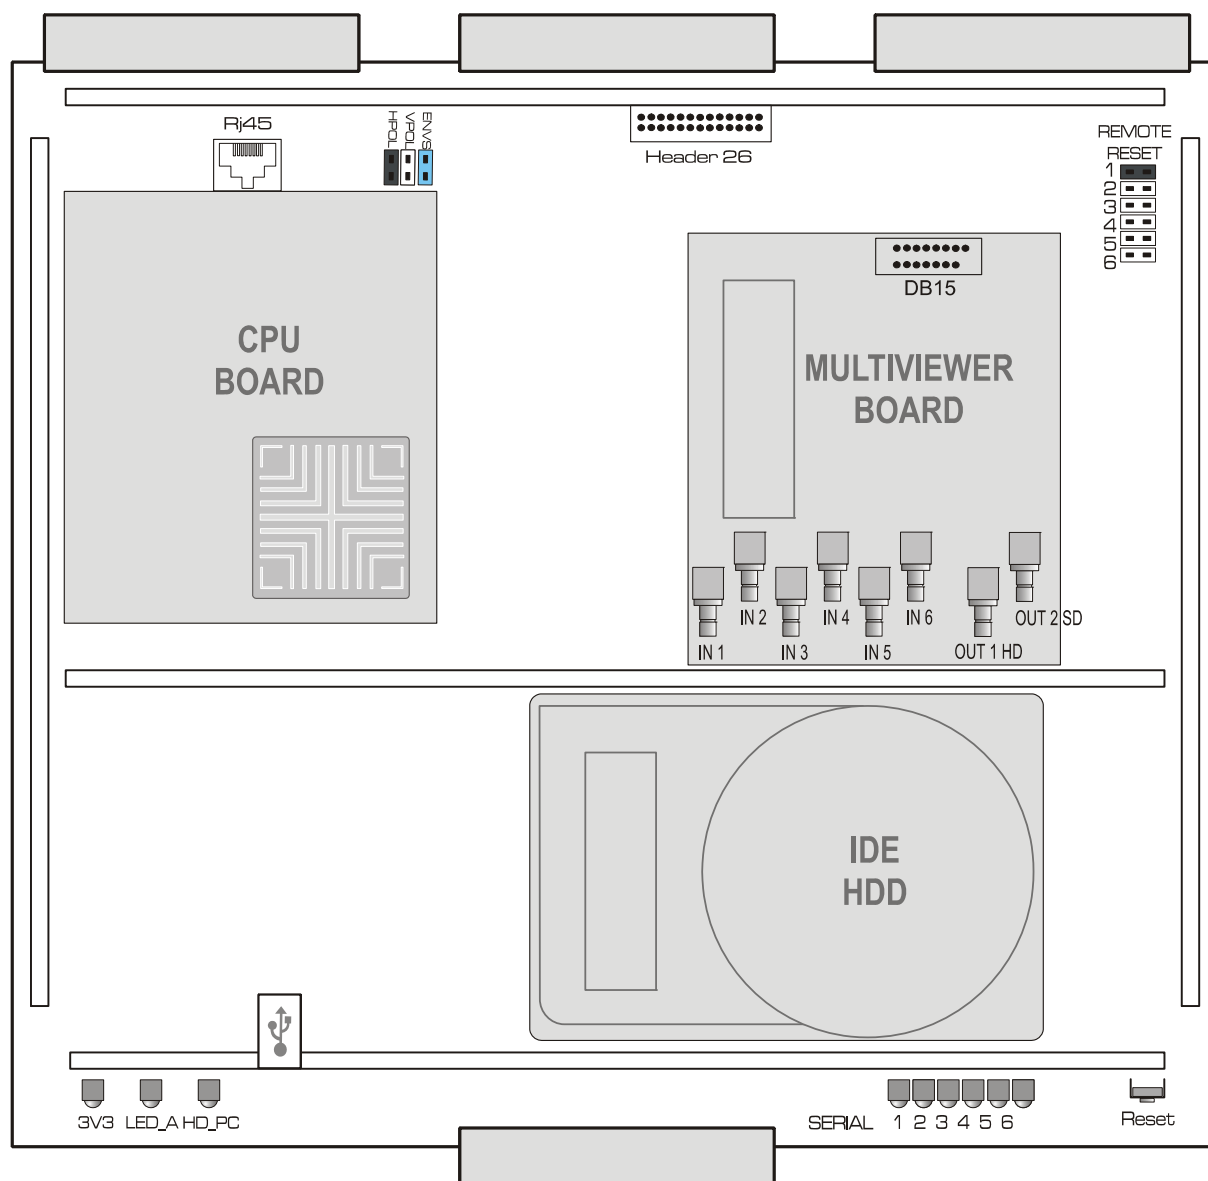 Rj45
HPOL
VPOL
ENVS
Header 26
REMOTE
RESET
1
2
3
4
5
6
DB15
CPU
BOARD
MULTIVIEWER
BOARD
IN 2
IN 4
IN 6
OUT 2 SD
IN 1
IN 3
IN 5
OUT 1 HD
IDE
HDD
3V3 LED_A HD_PC
SERIAL 1 2 3 4 5 6
Reset